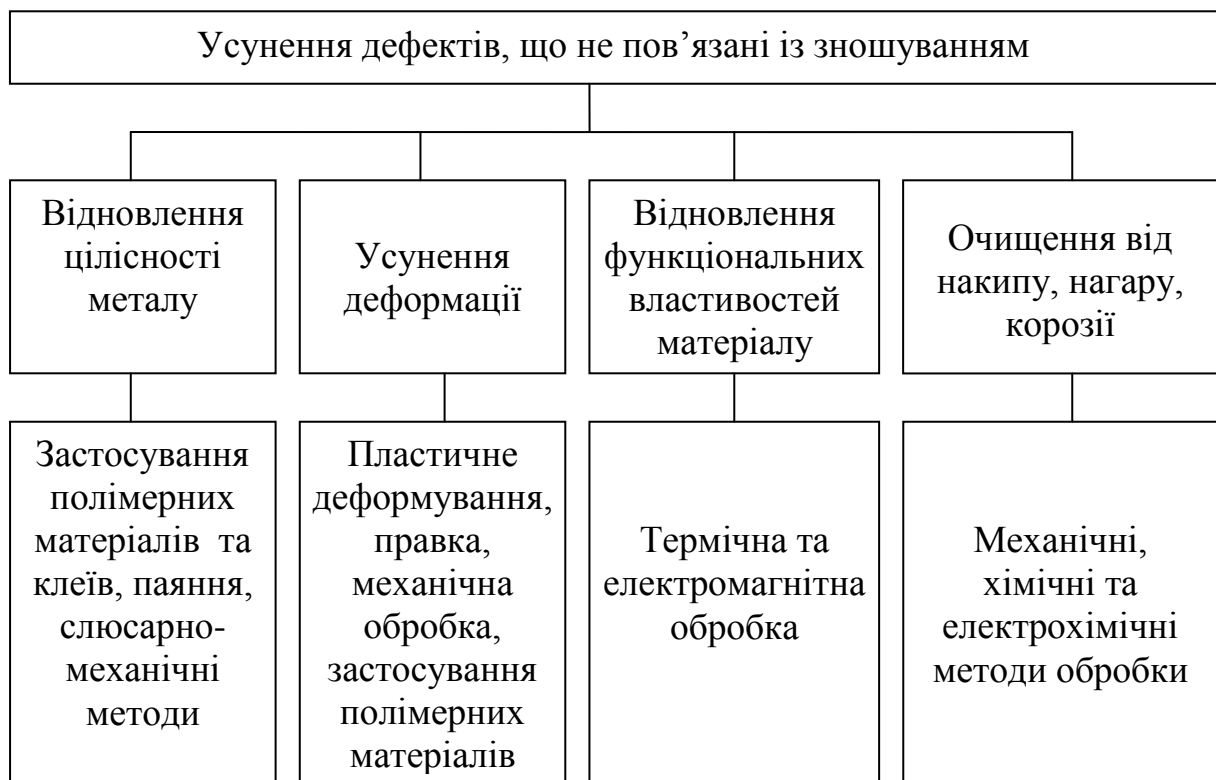 Усунення дефектів, що не пов’язані із зношуванням
Відновлення
цілісності
металу
Усунення
деформації
Відновлення
функціональних
властивостей
матеріалу
Очищення від
накипу, нагару,
корозії
Застосування
полімерних
матеріалів та
клеїв, паяння,
слюсарно-
механічні
методи
Пластичне
деформування,
правка,
механічна
обробка,
застосування
полімерних
матеріалів
Термічна та
електромагнітна
обробка
Механічні,
хімічні та
електрохімічні
методи обробки